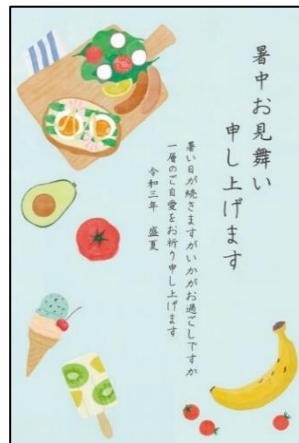 暑中お見舞い
申し上げます
暑い日が続きますがいかがお過ごしですか
一層のご自愛をお祈り申し上げます
令和三年　盛夏